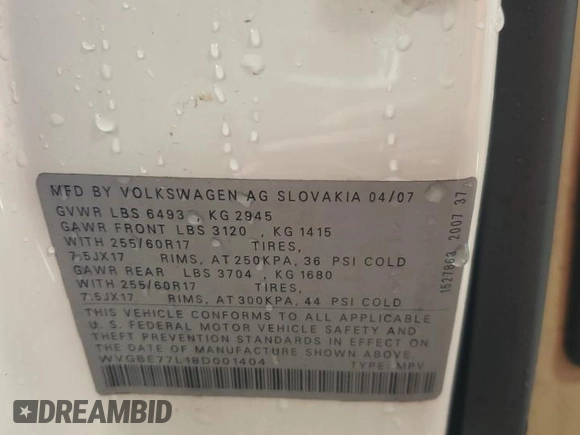 MFD BY VOLKSWAGEN AG SLOVAKIA 04/07
GVWR LBS 6493 , KG 2945
GAWR FRONT LBS 3120 , KG 1415
WITH 255/60R17 TIRES,
7.5JX17 RIMS, AT 250KPA, 36 PSI COLD
GAWR REAR LBS 3704 , KG 1680
WITH 255/60R17 TIRES,
7.5JX17 RIMS, AT 300KPA, 44 PSI COLD
THIS VEHICLE CONFORMS TO ALL APPLICABLE
U. S. FEDERAL MOTOR VEHICLE SAFETY AND
THEFT PREVENTION STANDARDS IN EFFECT ON
THE DATE OF MANUFACTURE SHOWN ABOVE.
WVGBE77L48D001404 TYPE: MPV
1527863 2007 37
DREAMBID